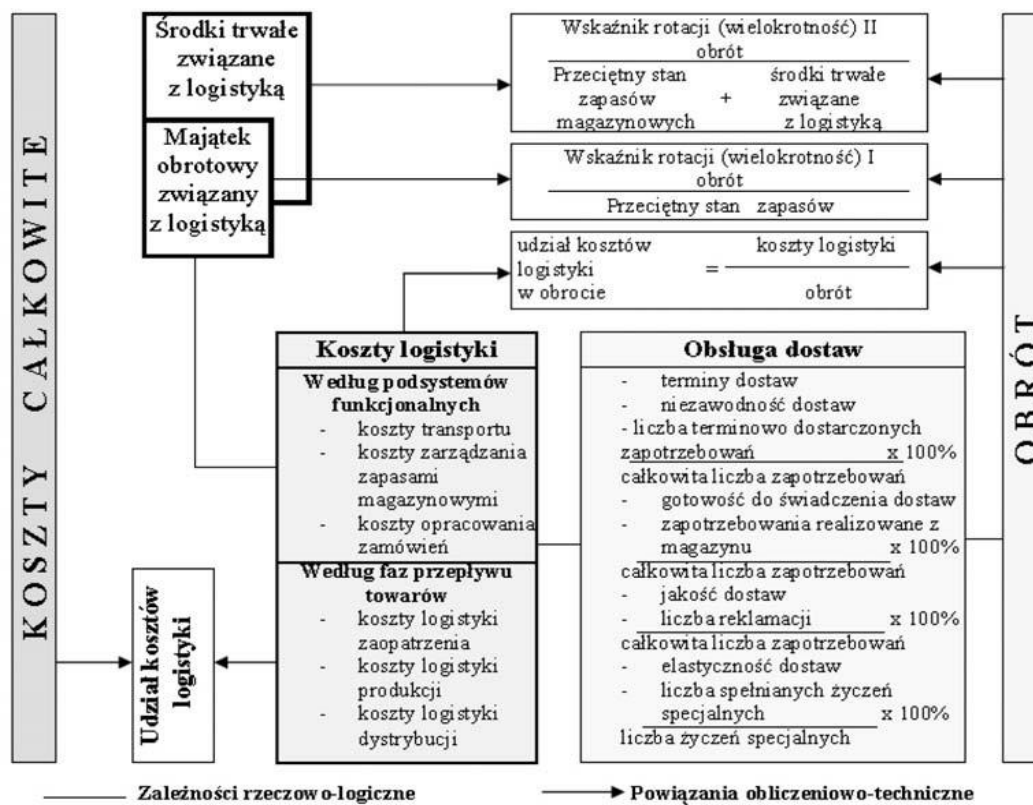 KOSZTY CAŁKOWITE
Środki trwałe
związane
z logistyką
Majątek
obrotowy
związany
z logistyką
Wskaźnik rotacji (wielokrotność) II
obrót
Przeciętny stan
zapasów
magazynowych
+
środki trwałe
związane
z logistyką
Wskaźnik rotacji (wielokrotność) I
obrót
Przeciętny stan zapasów
udział kosztów
logistyki
w obrocie
=
koszty logistyki
obrót
OBRÓT
Koszty logistyki
Według podsystemów
funkcjonalnych
- koszty transportu
- koszty zarządzania
zapasami
magazynowymi
- koszty opracowania
zamówień
Według faz przepływu
towarów
- koszty logistyki
zaopatrzenia
- koszty logistyki
produkcji
- koszty logistyki
dystrybucji
Obsługa dostaw
- terminy dostaw
- niezawodność dostaw
- liczba terminowo dostarczonych
zapotrzebowań x 100%
całkowita liczba zapotrzebowań
- gotowość do świadczenia dostaw
- zapotrzebowania realizowane z
magazynu x 100%
całkowita liczba zapotrzebowań
- jakość dostaw
- liczba reklamacji x 100%
całkowita liczba zapotrzebowań
- elastyczność dostaw
- liczba spełnianych życzeń
specjalnych x 100%
liczba życzeń specjalnych
Udział kosztów
logistyki
Zależności rzeczowo-logiczne
Powiązania obliczeniowo-techniczne